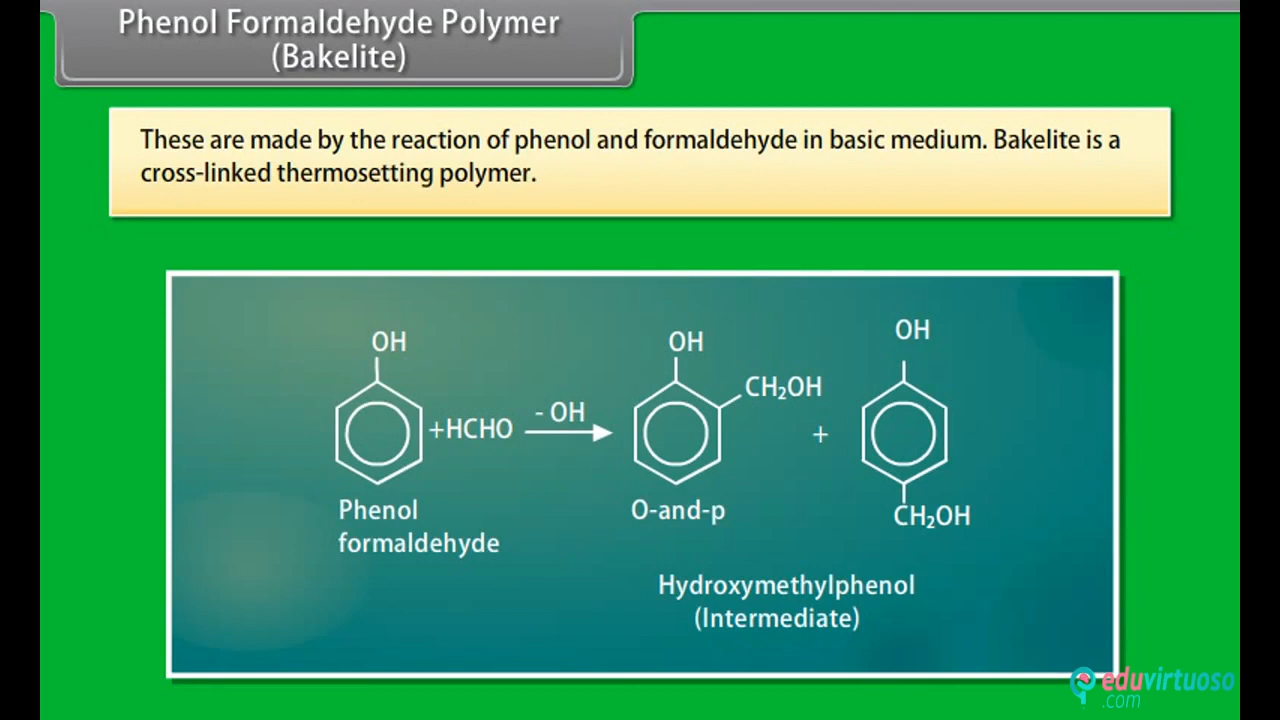 Phenol Formaldehyde Polymer
(Bakelite)
These are made by the reaction of phenol and formaldehyde in basic medium. Bakelite is a
cross-linked thermosetting polymer.
OH
+HCHO
- OH
OH
CH₂OH
+
OH
CH₂OH
Phenol
formaldehyde
O-and-p
Hydroxymethylphenol
(Intermediate)
eduvirtuoso
.com